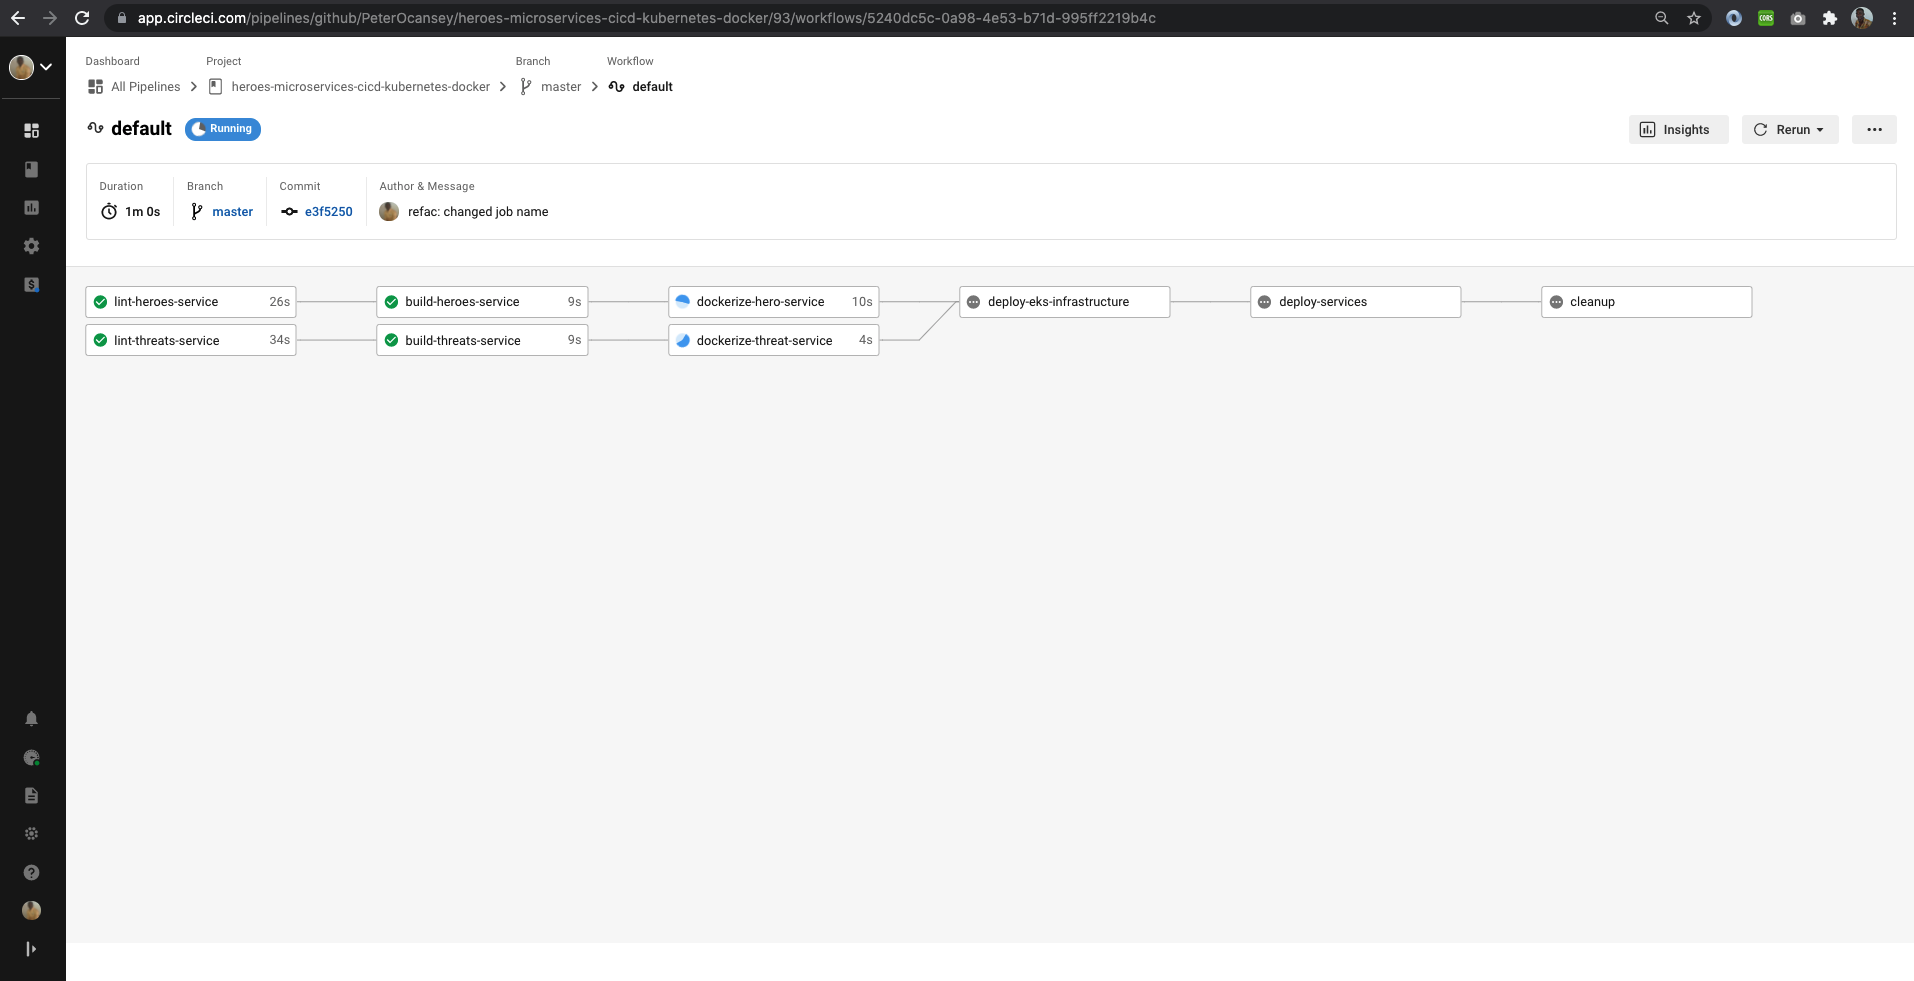 app.circleci.com/pipelines/github/PeterOcansey/heroes-microservices-cicd-kubernetes-docker/93/workflows/5240dc5c-0a98-4e53-b71d-995ff2219b4c
CORS
Dashboard Project Branch Workflow
All Pipelines heroes-microservices-cicd-kubernetes-docker master default
default Running Insights Rerun
Duration Branch Commit Author & Message
1m 0s master e3f5250 refac: changed job name
lint-heroes-service 26s build-heroes-service 9s dockerize-hero-service 10s deploy-eks-infrastructure deploy-services cleanup
lint-threats-service 34s build-threats-service 9s dockerize-threat-service 4s